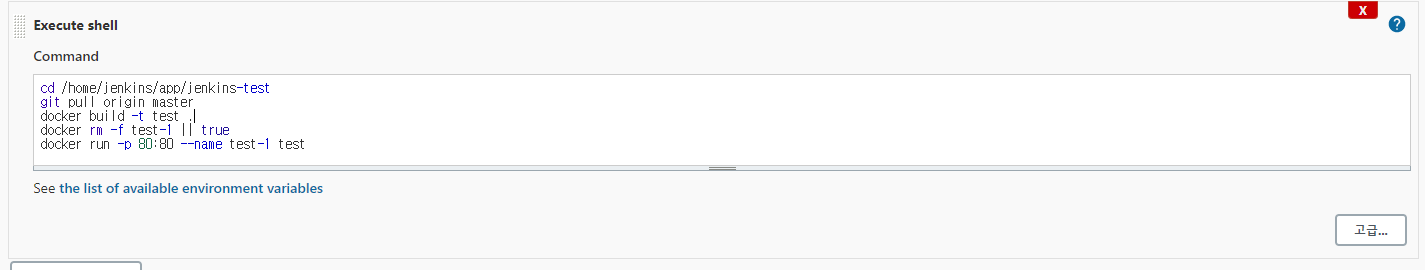 X
Execute shell
?
Command
cd /home/jenkins/app/jenkins-test
git pull origin master
docker build -t test .
docker rm -f test-1 || true
docker run -p 80:80 --name test-1 test
See the list of available environment variables
고급...